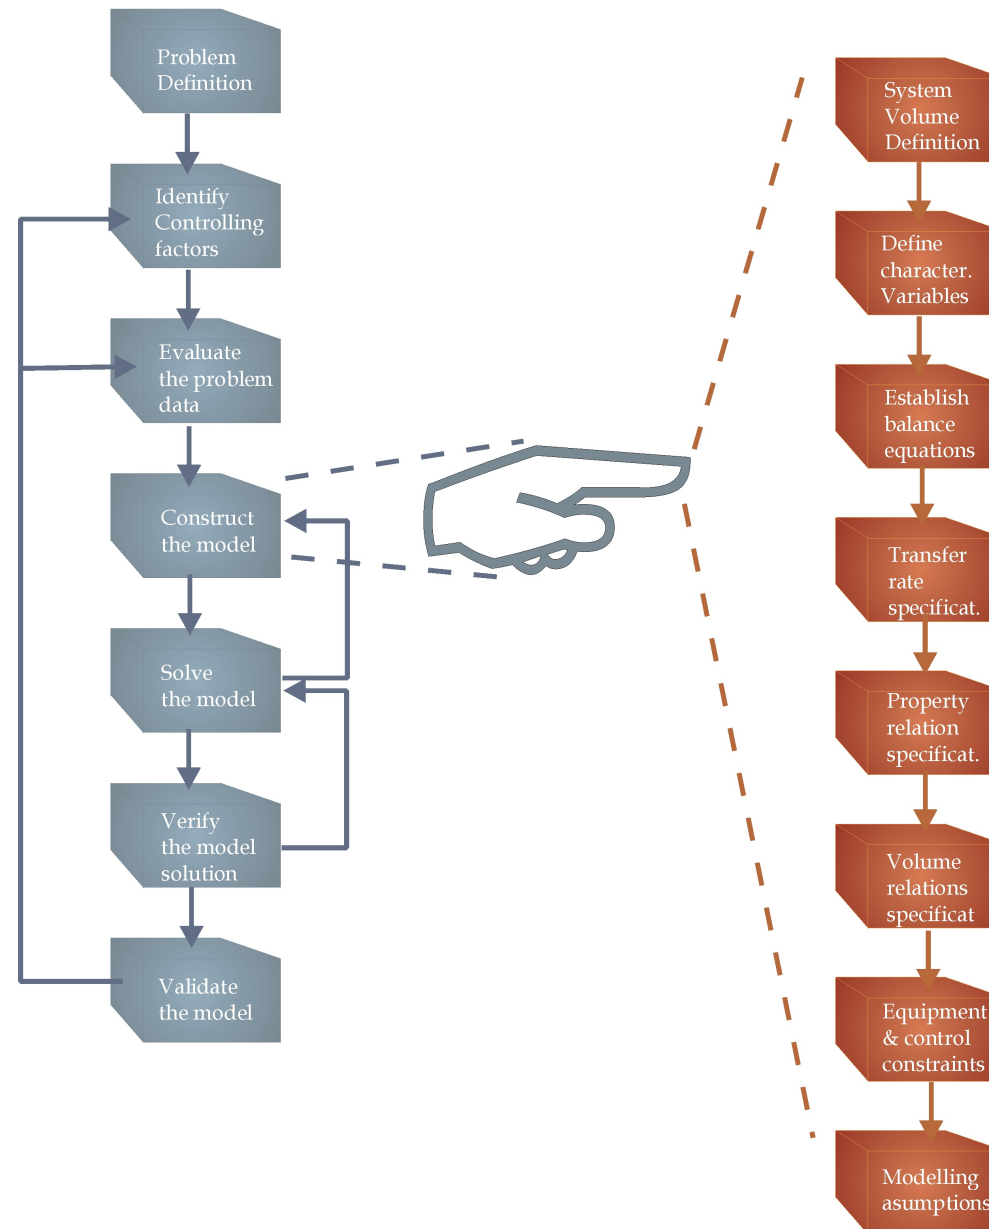 Problem
Definition
Identify
Controlling
factors
Evaluate
the problem
data
Construct
the model
Solve
the model
Verify
the model
solution
Validate
the model
System
Volume
Definition
Define
character.
Variables
Establish
balance
equations
Transfer
rate
specificat.
Property
relation
specificat.
Volume
relations
specificat
Equipment
& control
constraints
Modelling
asumptions